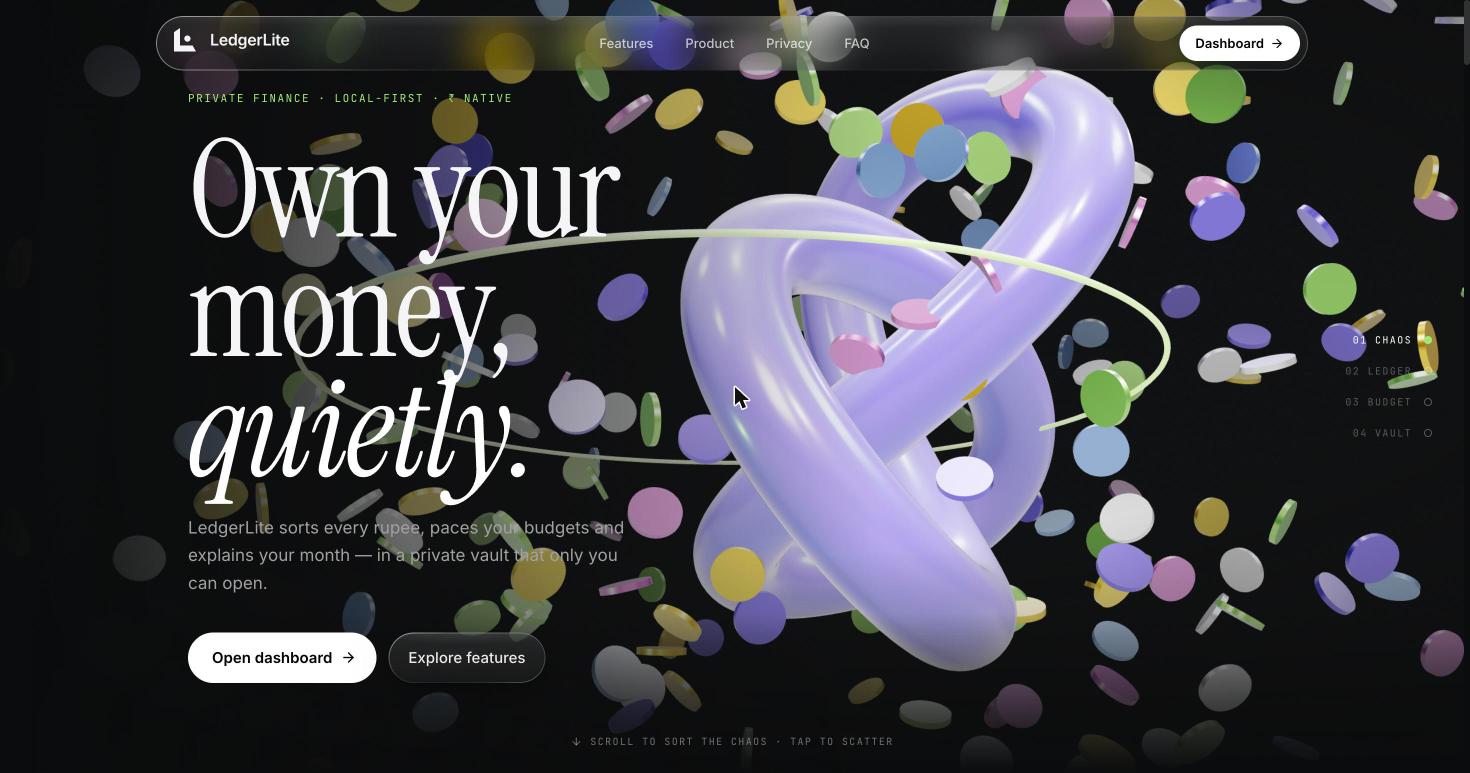 LedgerLite
Features
Product
Privacy
FAQ
Dashboard →
PRIVATE FINANCE · LOCAL-FIRST · ₹ NATIVE
Own your
money,
quietly.
LedgerLite sorts every rupee, paces your budgets and
explains your month — in a private vault that only you
can open.
Open dashboard →
Explore features
01 CHAOS
02 LEDGER
03 BUDGET
04 VAULT
↓ SCROLL TO SORT THE CHAOS · TAP TO SCATTER